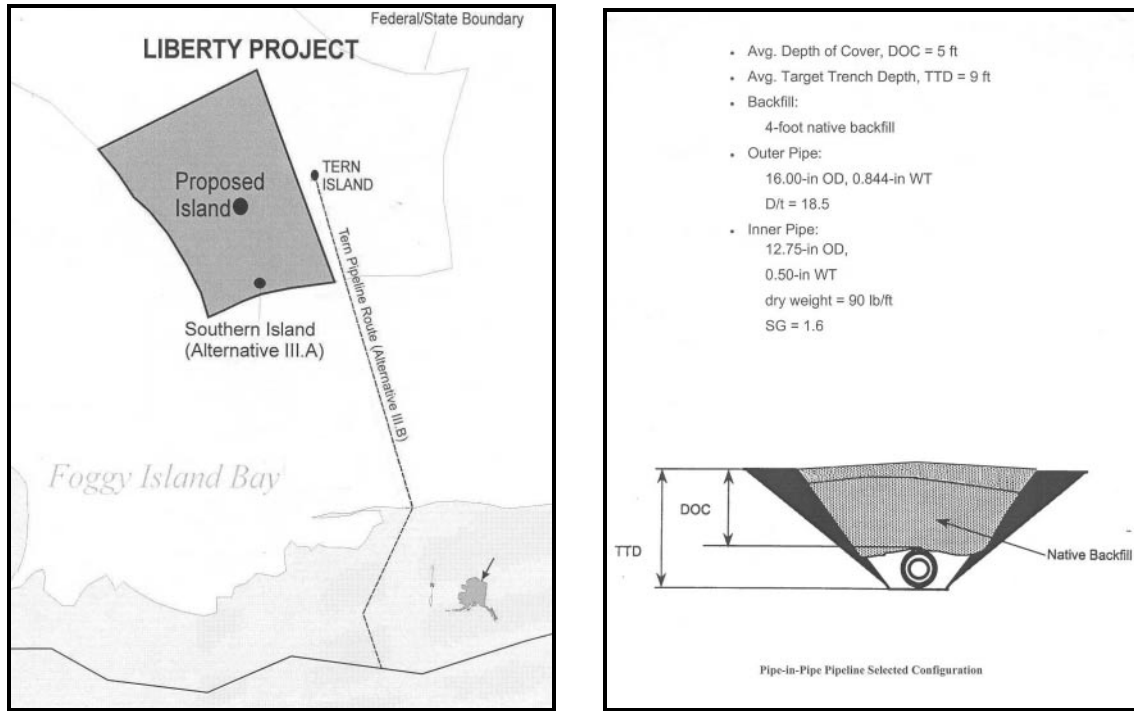 Federal/State Boundary
LIBERTY PROJECT
TERN
ISLAND
Proposed
Island
Tern Pipeline Route (Alternative III.B)
Southern Island
(Alternative III.A)
Foggy Island Bay
• Avg. Depth of Cover, DOC = 5 ft
• Avg. Target Trench Depth, TTD = 9 ft
• Backfill:
4-foot native backfill
• Outer Pipe:
16.00-in OD, 0.844-in WT
D/t = 18.5
• Inner Pipe:
12.75-in OD,
0.50-in WT
dry weight = 90 lb/ft
SG = 1.6
DOC
TTD
Native Backfill
Pipe-in-Pipe Pipeline Selected Configuration